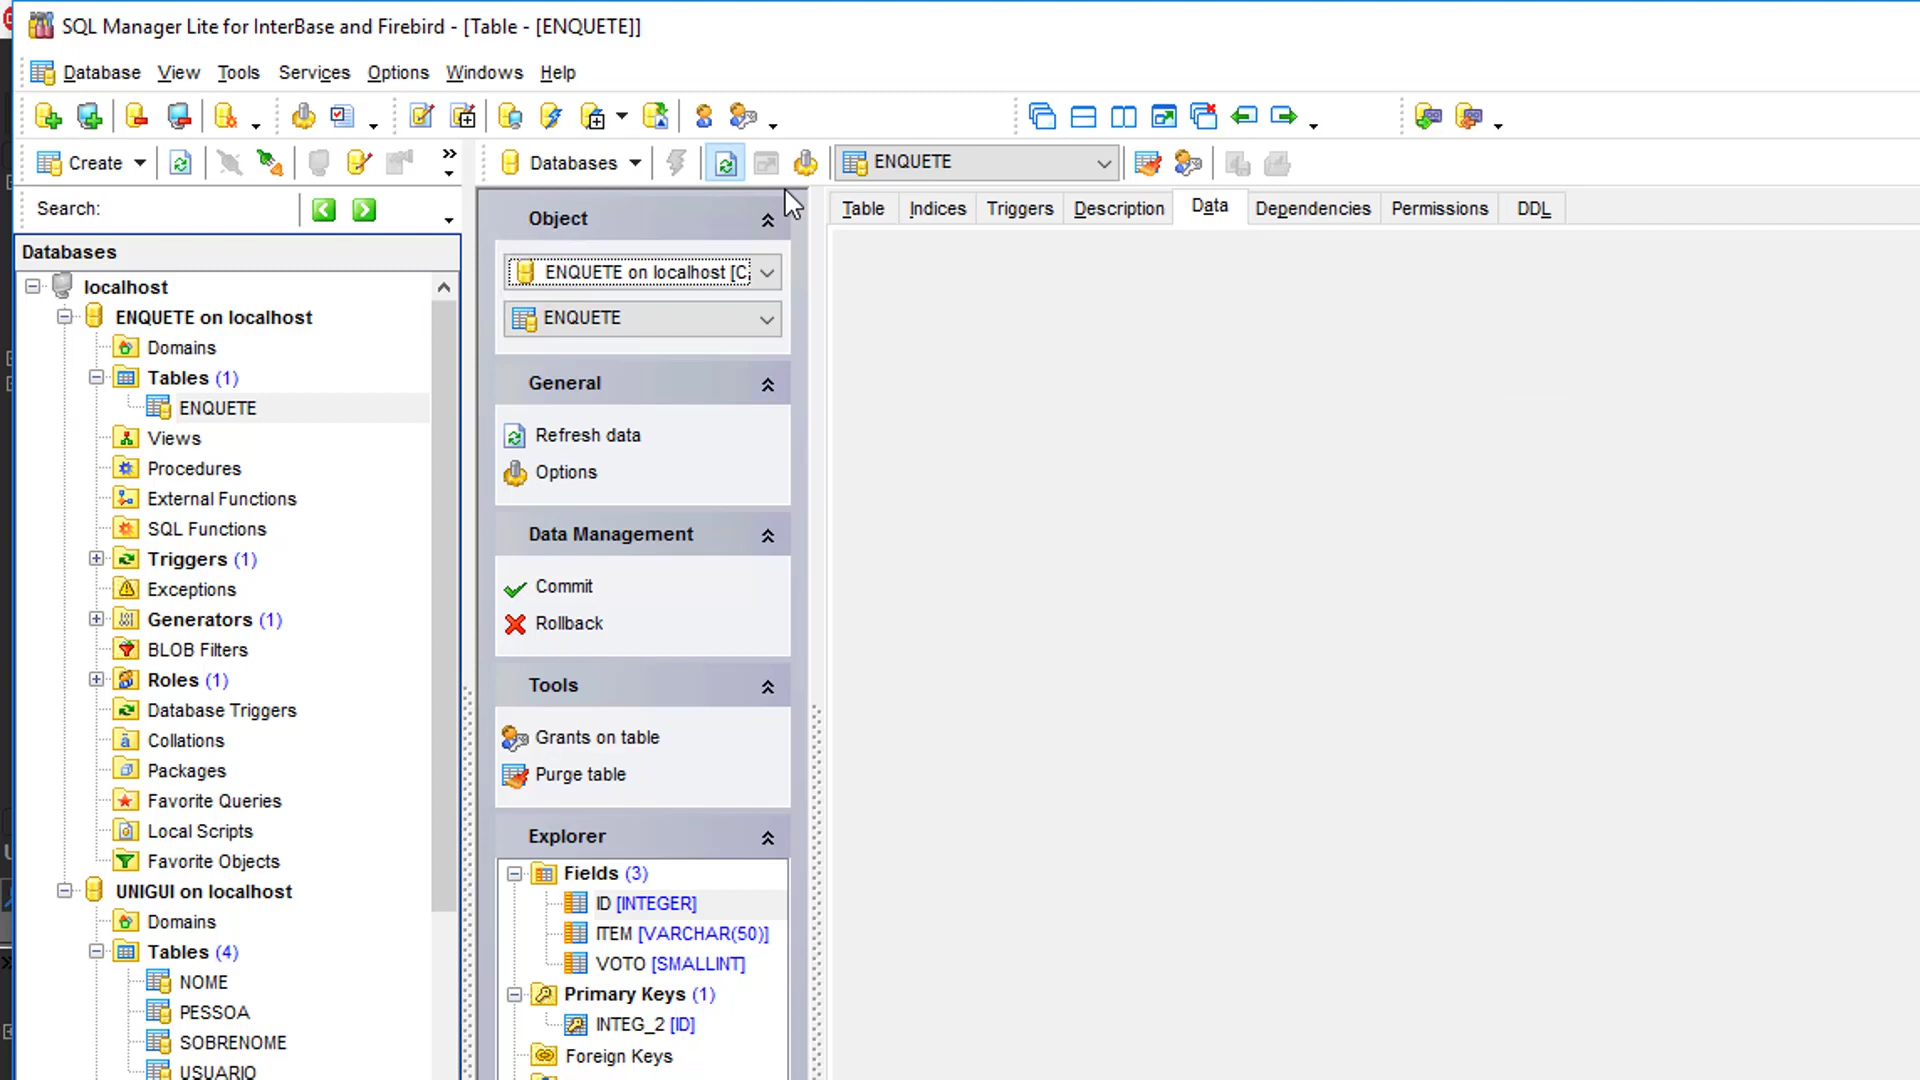 SQL Manager Lite for InterBase and Firebird - [Table - [ENQUETE]]
Database View Tools Services Options Windows Help
Create Databases ENQUETE
Search:
Table Indices Triggers Description Data Dependencies Permissions DDL
Databases
localhost
ENQUETE on localhost
Domains
Tables (1)
ENQUETE
Views
Procedures
External Functions
SQL Functions
Triggers (1)
Exceptions
Generators (1)
BLOB Filters
Roles (1)
Database Triggers
Collations
Packages
Favorite Queries
Local Scripts
Favorite Objects
UNIGUI on localhost
Domains
Tables (4)
NOME
PESSOA
SOBRENOME
USUARIO
Object
ENQUETE on localhost [C
ENQUETE
General
Refresh data
Options
Data Management
Commit
Rollback
Tools
Grants on table
Purge table
Explorer
Fields (3)
ID [INTEGER]
ITEM [VARCHAR(50)]
VOTO [SMALLINT]
Primary Keys (1)
INTEG_2 [ID]
Foreign Keys